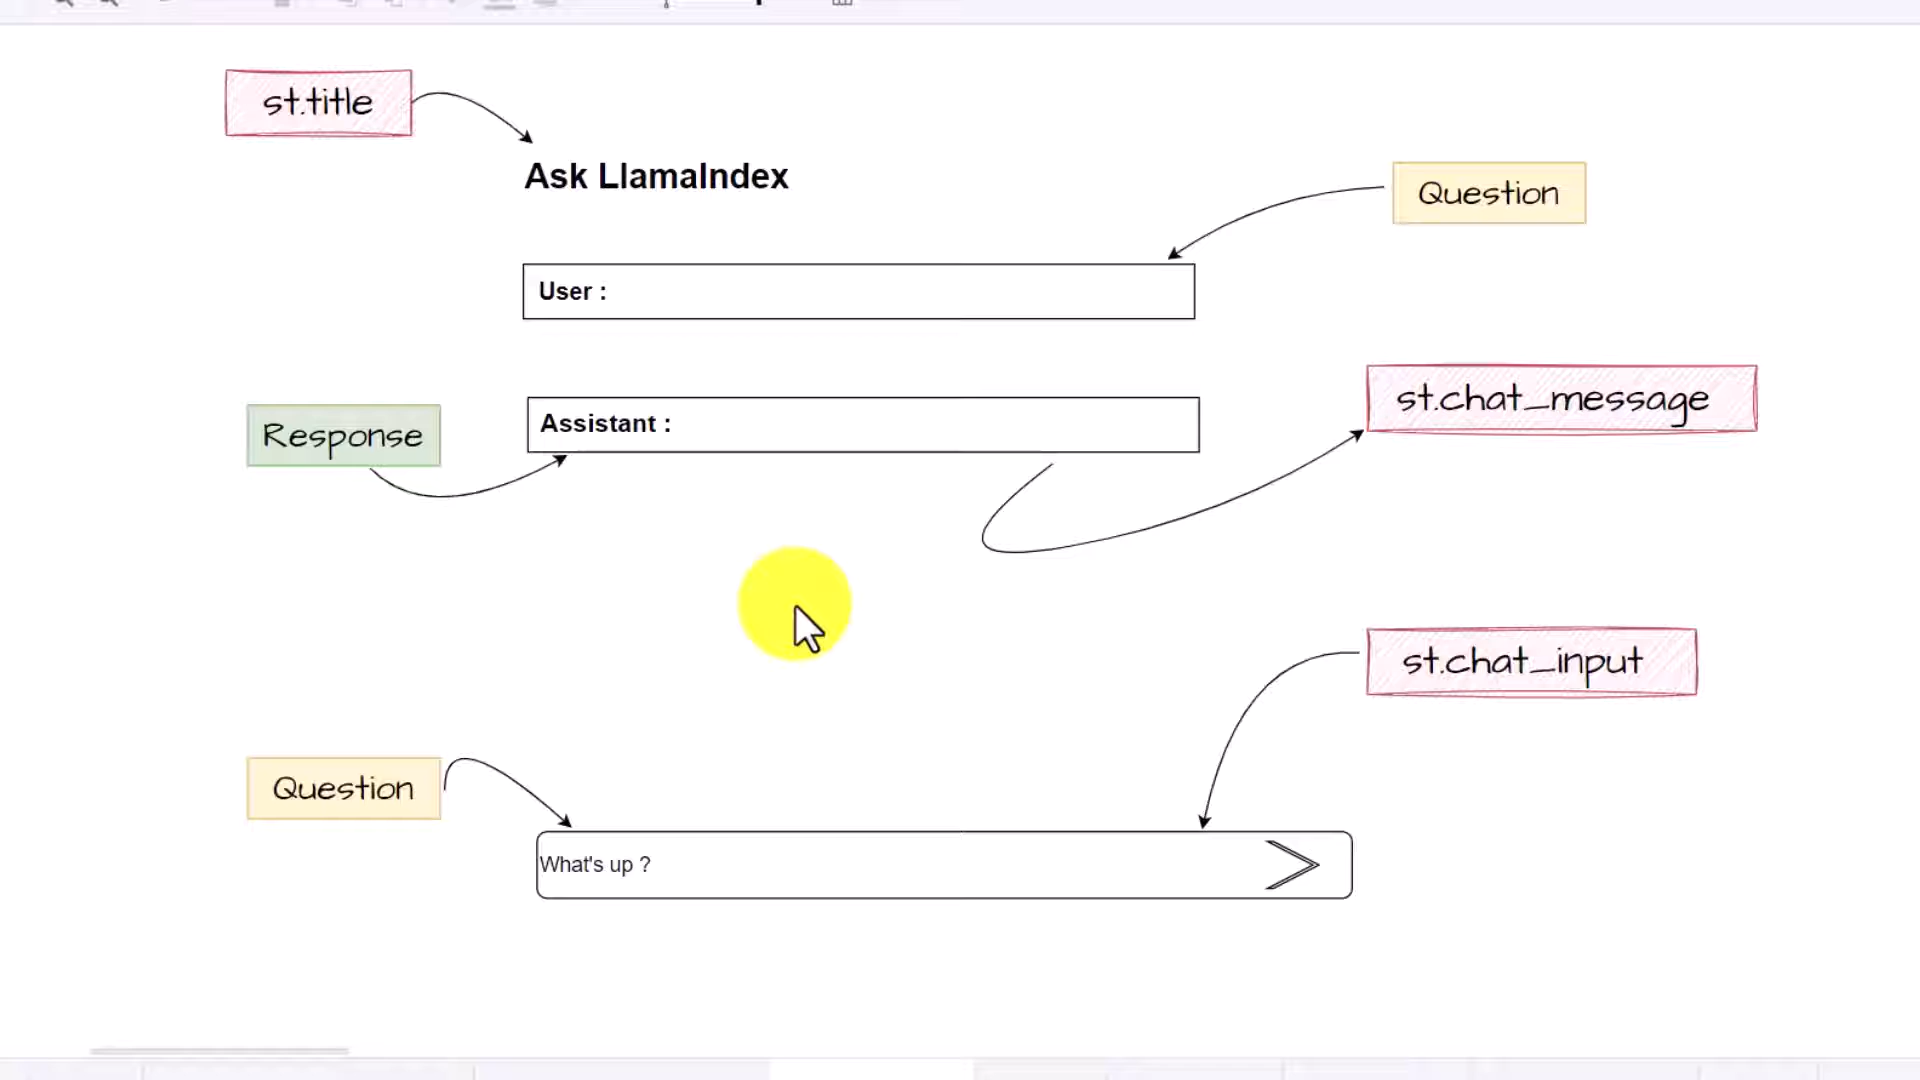 st.title
Ask LlamaIndex
Question
User :
st.chat_message
Assistant :
Response
st.chat_input
Question
What's up ?